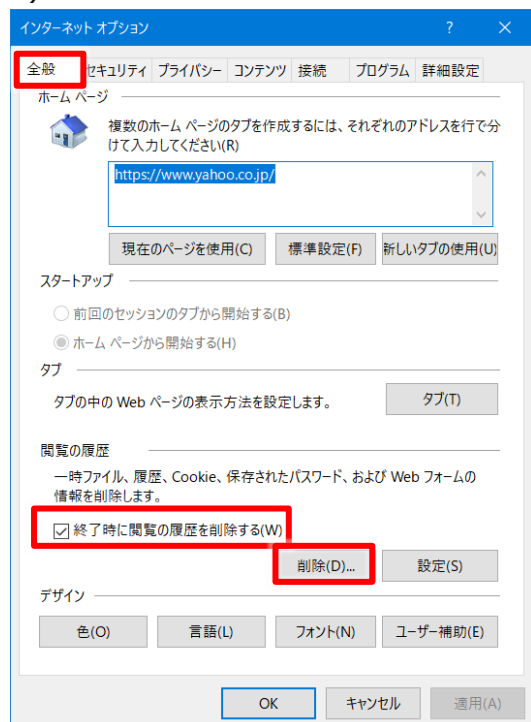 インターネット オプション ? ×
全般 セキュリティ プライバシー コンテンツ 接続 プログラム 詳細設定
ホーム ページ
複数のホーム ページのタブを作成するには、それぞれのアドレスを行で分
けて入力してください(R)
https://www.yahoo.co.jp/
現在のページを使用(C) 標準設定(F) 新しいタブの使用(U)
スタートアップ
前回のセッションのタブから開始する(B)
ホーム ページから開始する(H)
タブ
タブの中の Web ページの表示方法を設定します。 タブ(T)
閲覧の履歴
一時ファイル、履歴、Cookie、保存されたパスワード、および Web フォームの
情報を削除します。
終了時に閲覧の履歴を削除する(W)
削除(D)... 設定(S)
デザイン
色(O) 言語(L) フォント(N) ユーザー補助(E)
OK キャンセル 適用(A)